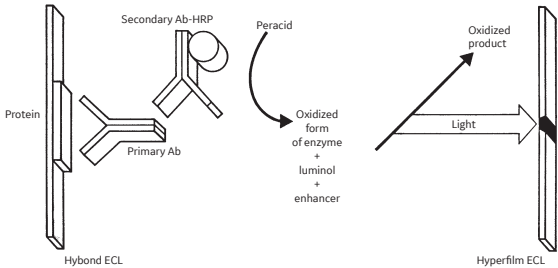 Secondary Ab-HRP
Peracid
Oxidized
product
Protein
Primary Ab
Oxidized
form
of enzyme
+
luminol
+
enhancer
Light
Hybond ECL
Hyperfilm ECL